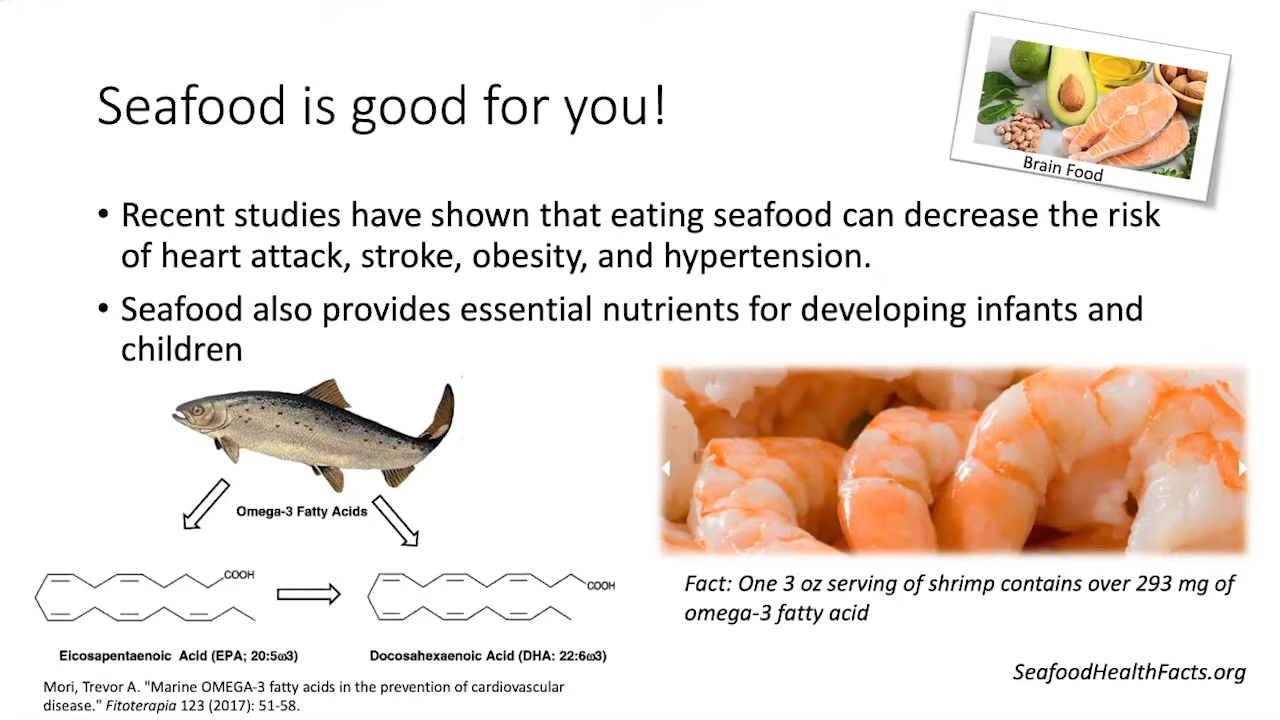 Seafood is good for you!
Brain Food
• Recent studies have shown that eating seafood can decrease the risk
of heart attack, stroke, obesity, and hypertension.
• Seafood also provides essential nutrients for developing infants and
children
Omega-3 Fatty Acids
COOH
COOH
Eicosapentaenoic Acid (EPA; 20:5ω3)
Docosahexaenoic Acid (DHA: 22:6ω3)
Mori, Trevor A. "Marine OMEGA-3 fatty acids in the prevention of cardiovascular
disease." Fitoterapia 123 (2017): 51-58.
Fact: One 3 oz serving of shrimp contains over 293 mg of
omega-3 fatty acid
SeafoodHealthFacts.org